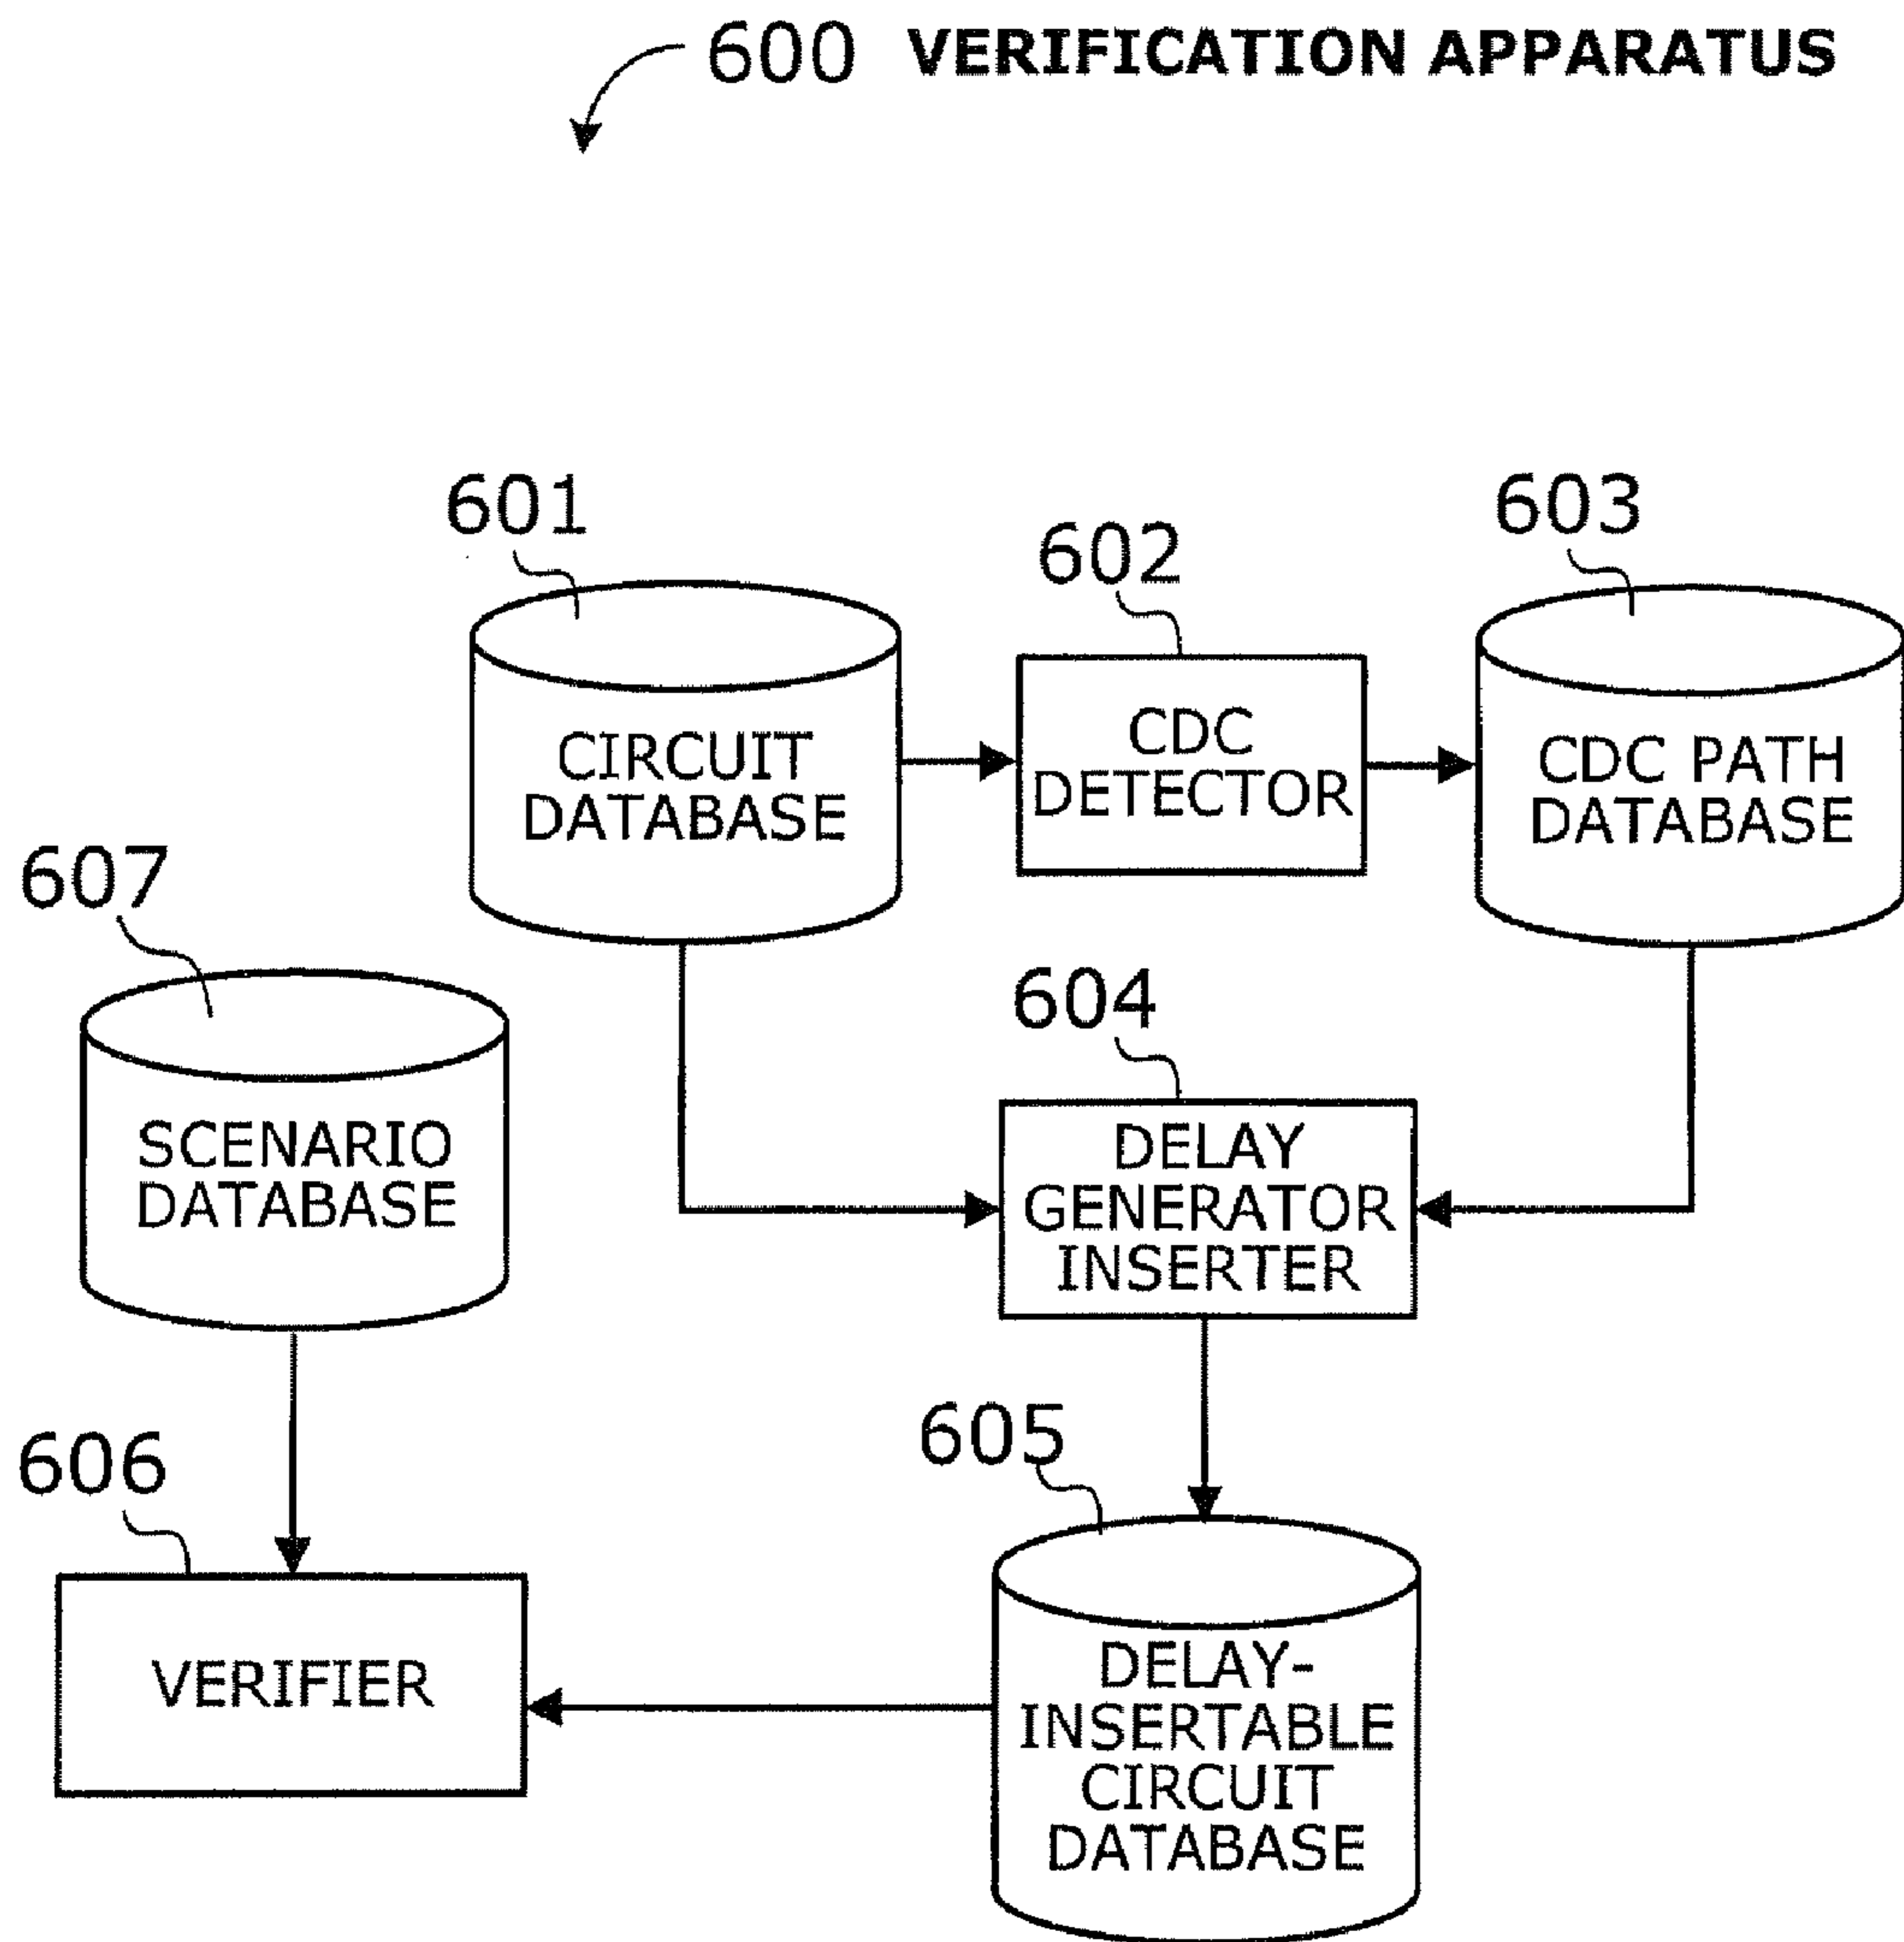 600 VERIFICATION APPARATUS
601
602
603
CIRCUIT
DATABASE
CDC
DETECTOR
CDC PATH
DATABASE
607
604
SCENARIO
DATABASE
DELAY
GENERATOR
INSERTER
606
605
VERIFIER
DELAY-
INSERTABLE
CIRCUIT
DATABASE